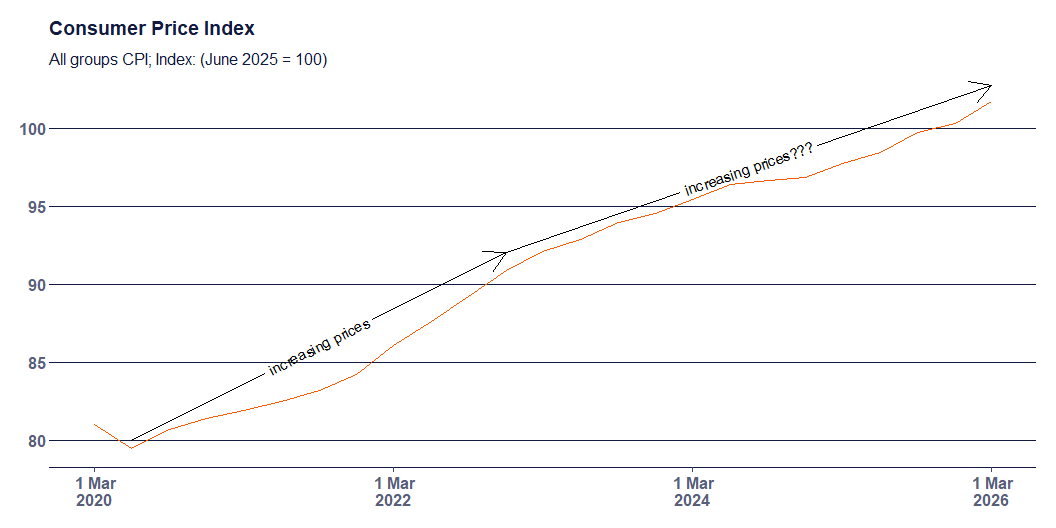 Consumer Price Index
All groups CPI; Index: (June 2025 = 100)
100
95
90
85
80
increasing prices
increasing prices???
1 Mar
2020
1 Mar
2022
1 Mar
2024
1 Mar
2026